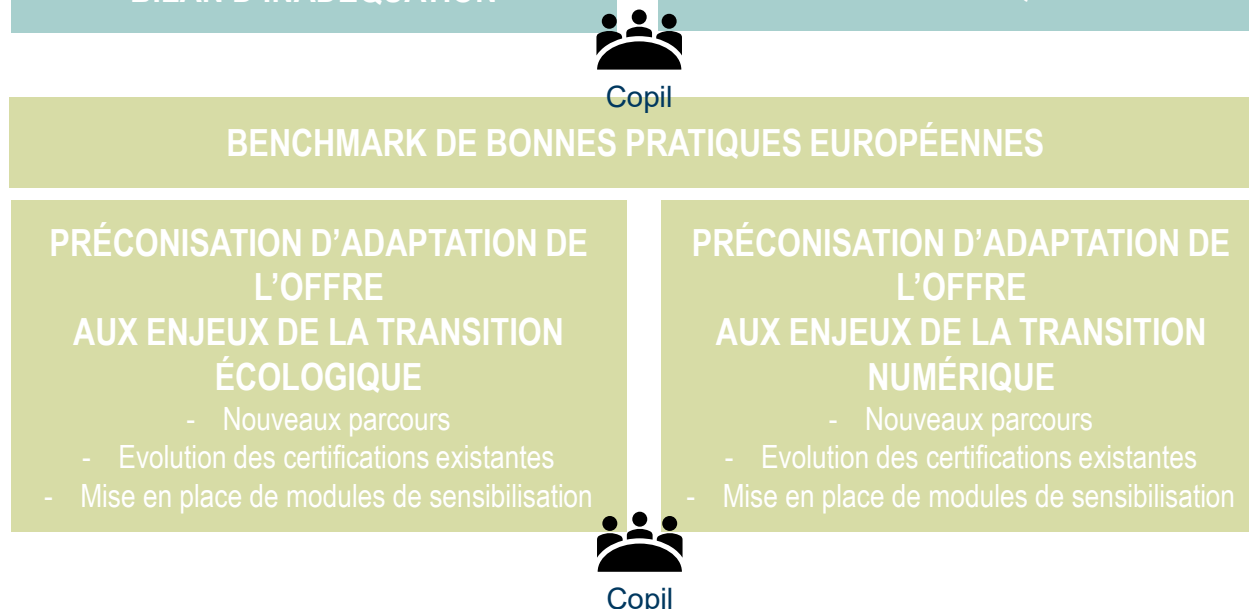 BILAN D'INADÉQUATION
Copil
BENCHMARK DE BONNES PRATIQUES EUROPÉENNES
PRÉCONISATION D’ADAPTATION DE
L’OFFRE
AUX ENJEUX DE LA TRANSITION
ÉCOLOGIQUE
- Nouveaux parcours
- Evolution des certifications existantes
- Mise en place de modules de sensibilisation
PRÉCONISATION D’ADAPTATION DE
L’OFFRE
AUX ENJEUX DE LA TRANSITION
NUMÉRIQUE
- Nouveaux parcours
- Evolution des certifications existantes
- Mise en place de modules de sensibilisation
Copil